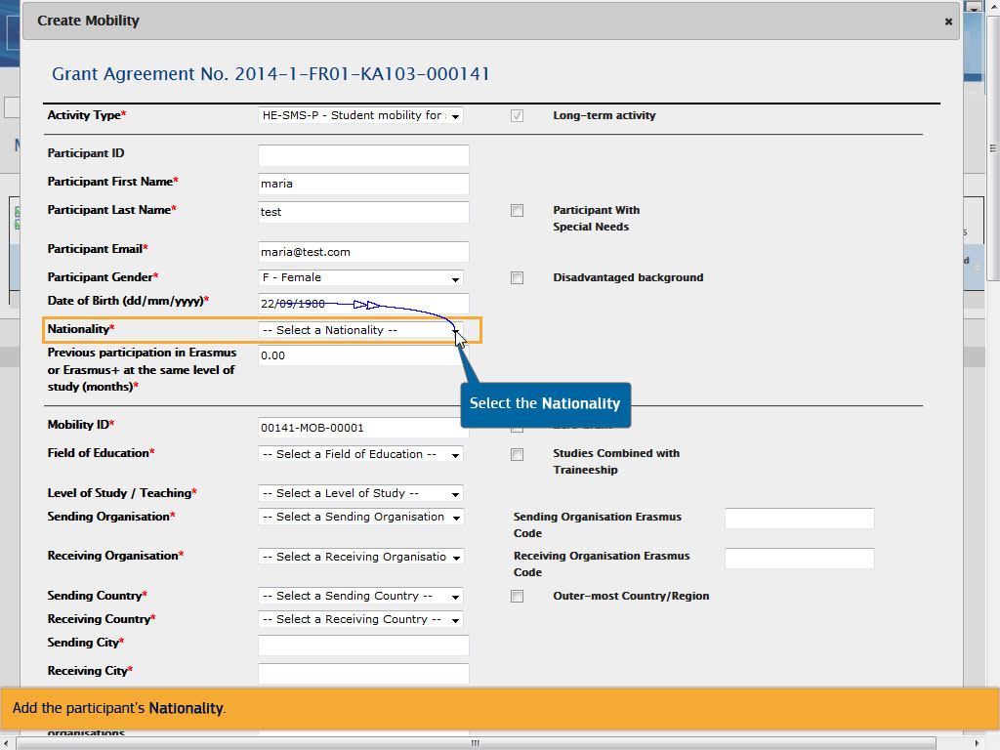 Create Mobility
Grant Agreement No. 2014-1-FR01-KA103-000141
Activity Type* HE-SMS-P - Student mobility for Long-term activity
Participant ID
Participant First Name* maria
Participant Last Name* test Participant With
Special Needs
Participant Email* maria@test.com
Participant Gender* F - Female Disadvantaged background
Date of Birth (dd/mm/yyyy)* 22/09/1980
Nationality* -- Select a Nationality --
Previous participation in Erasmus 0.00
or Erasmus+ at the same level of
study (months)*
Select the Nationality
Mobility ID* 00141-MOB-00001
Field of Education* -- Select a Field of Education -- Studies Combined with
Traineeship
Level of Study / Teaching* -- Select a Level of Study --
Sending Organisation* -- Select a Sending Organisation Sending Organisation Erasmus
Code
Receiving Organisation* -- Select a Receiving Organisatio Receiving Organisation Erasmus
Code
Sending Country* -- Select a Sending Country -- Outer-most Country/Region
Receiving Country* -- Select a Receiving Country --
Sending City*
Receiving City*
Add the participant's Nationality.
organisations